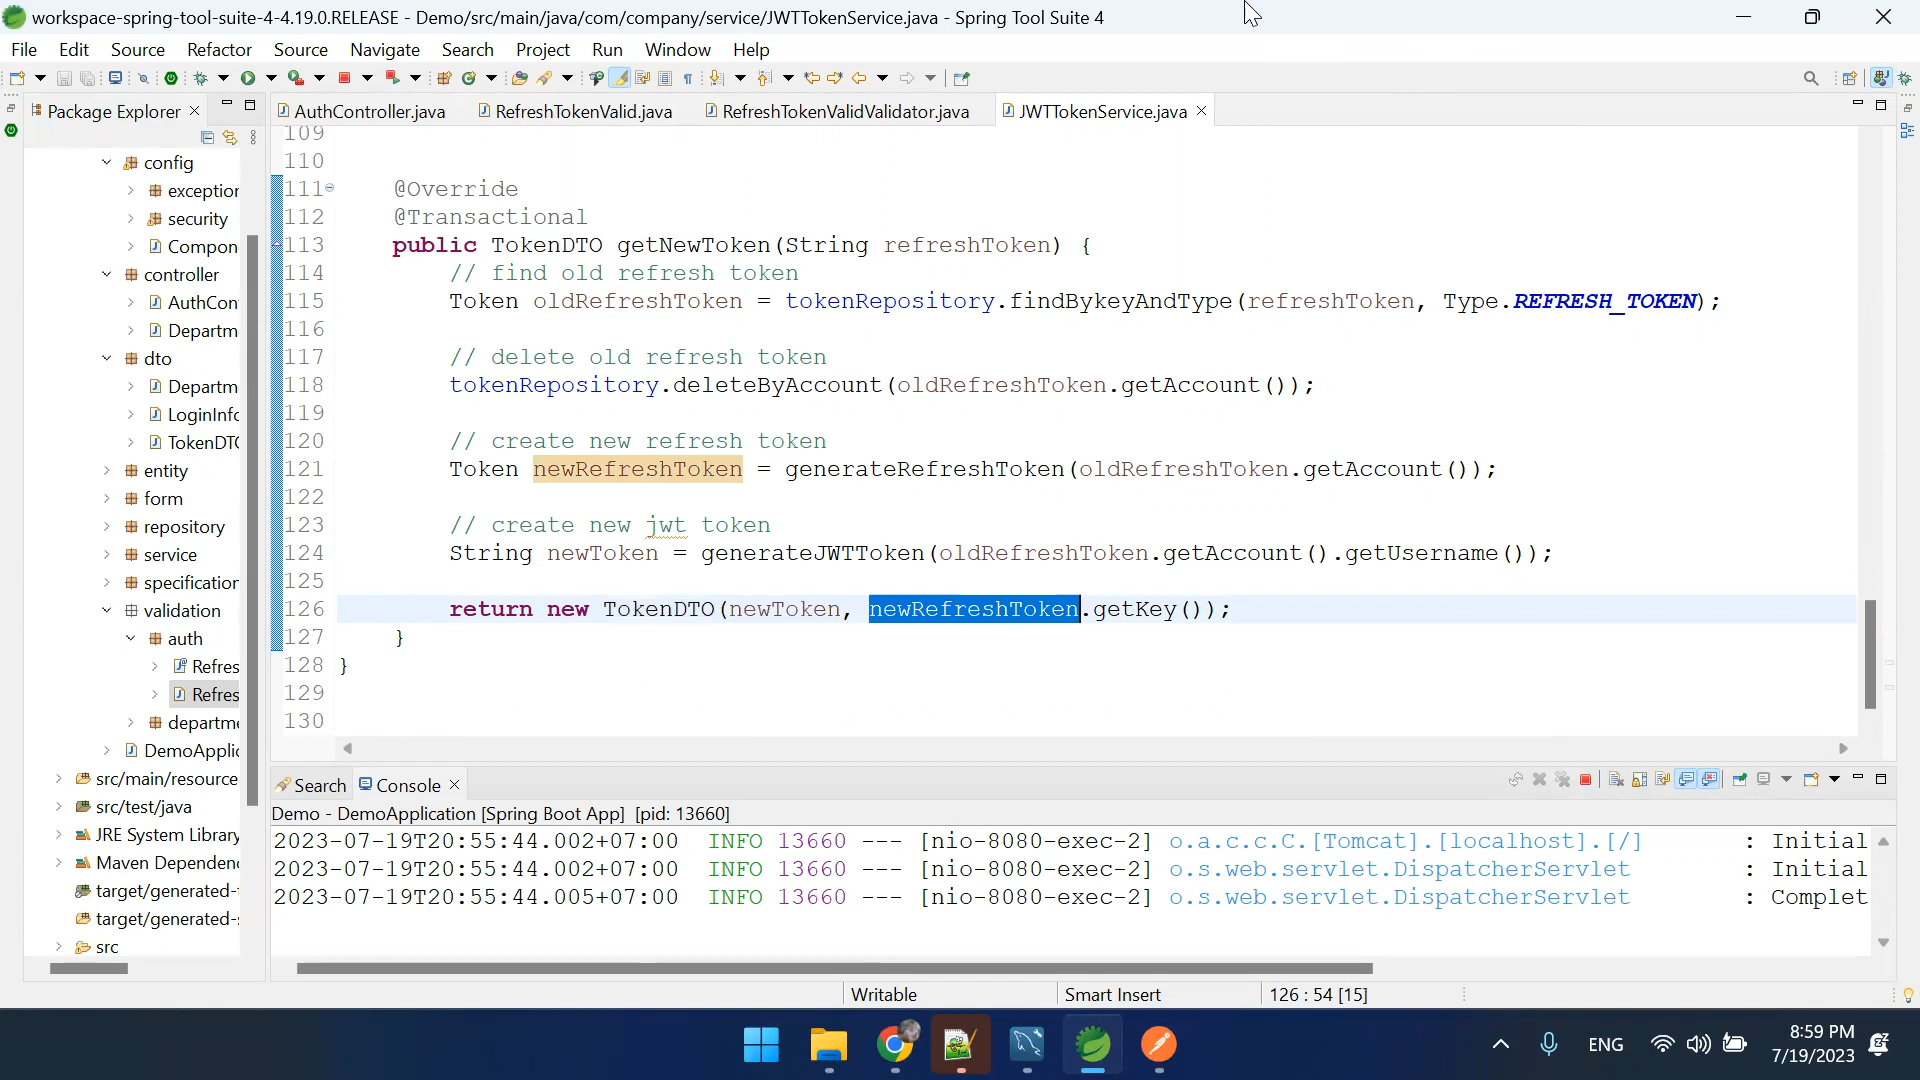 workspace-spring-tool-suite-4-4.19.0.RELEASE - Demo/src/main/java/com/company/service/JWTTokenService.java - Spring Tool Suite 4
File Edit Source Refactor Source Navigate Search Project Run Window Help
Package Explorer
AuthController.java RefreshTokenValid.java RefreshTokenValidValidator.java JWTTokenService.java
config
exception
security
Compon
controller
AuthCon
Departm
dto
Departm
LoginInfo
TokenDTO
entity
form
repository
service
specification
validation
auth
Refres
Refres
departme
DemoApplic
src/main/resource
src/test/java
JRE System Library
Maven Dependen
target/generated-
target/generated-s
src
109
110
111 @Override
112 @Transactional
113 public TokenDTO getNewToken(String refreshToken) {
114 // find old refresh token
115 Token oldRefreshToken = tokenRepository.findBykeyAndType(refreshToken, Type.REFRESH_TOKEN);
116
117 // delete old refresh token
118 tokenRepository.deleteByAccount(oldRefreshToken.getAccount());
119
120 // create new refresh token
121 Token newRefreshToken = generateRefreshToken(oldRefreshToken.getAccount());
122
123 // create new jwt token
124 String newToken = generateJWTToken(oldRefreshToken.getAccount().getUsername());
125
126 return new TokenDTO(newToken, newRefreshToken.getKey());
127 }
128 }
129
130
Search Console
Demo - DemoApplication [Spring Boot App] [pid: 13660]
2023-07-19T20:55:44.002+07:00 INFO 13660 --- [nio-8080-exec-2] o.a.c.c.C.[Tomcat].[localhost].[/] : Initial
2023-07-19T20:55:44.002+07:00 INFO 13660 --- [nio-8080-exec-2] o.s.web.servlet.DispatcherServlet : Initial
2023-07-19T20:55:44.005+07:00 INFO 13660 --- [nio-8080-exec-2] o.s.web.servlet.DispatcherServlet : Complet
Writable Smart Insert 126 : 54 [15]
ENG
8:59 PM
7/19/2023